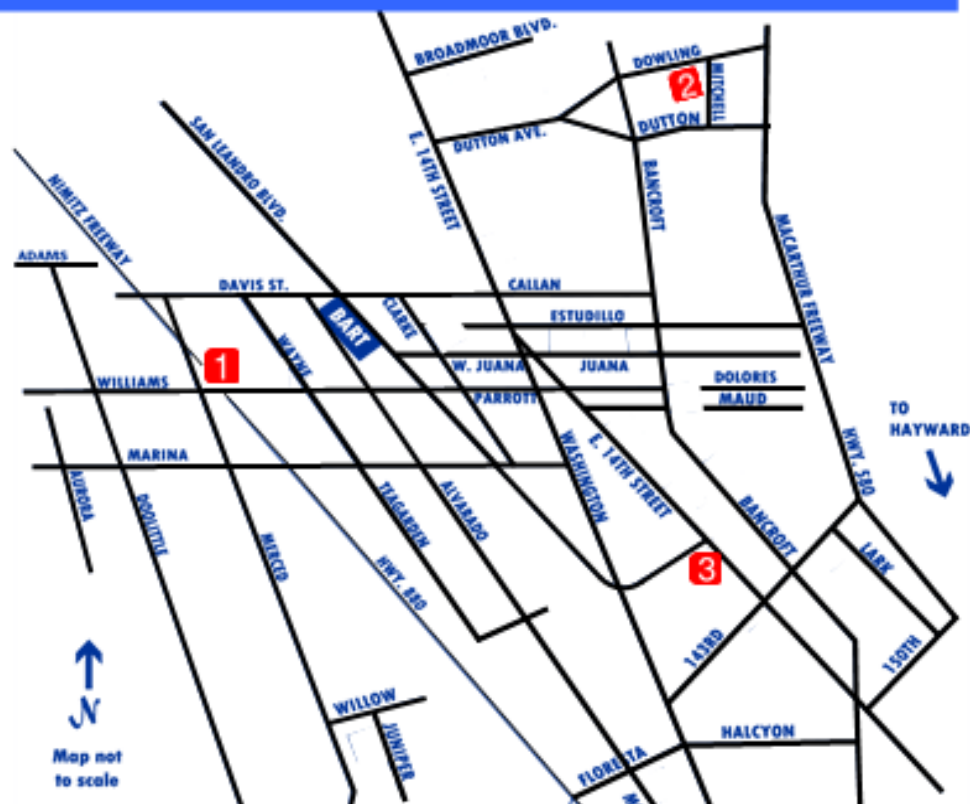 BROADMOOR BLVD.
DOWLING
2
MITCHELL
SAN LEANDRO BLVD.
E. 14TH STREET
DUTTON AVE.
DUTTON
BANCROFT
NIMITZ FREEWAY
MACARTHUR FREEWAY
ADAMS
DAVIS ST.
CALLAN
CLARKE
BART
ESTUDILLO
WAYNE
1
W. JUANA
JUANA
WILLIAMS
DOLORES
PARROTT
MAUD
TO
HAYWARD
HWY. 580
MARINA
WASHINGTON
E. 14TH STREET
AURORA
DOOLITTLE
TEAGARDEN
ALVARADO
BANCROFT
MERCED
HWY. 880
3
LARK
143RD
150TH
N
WILLOW
JUNIPER
HALCYON
Map not
to scale
FLORESTA
M